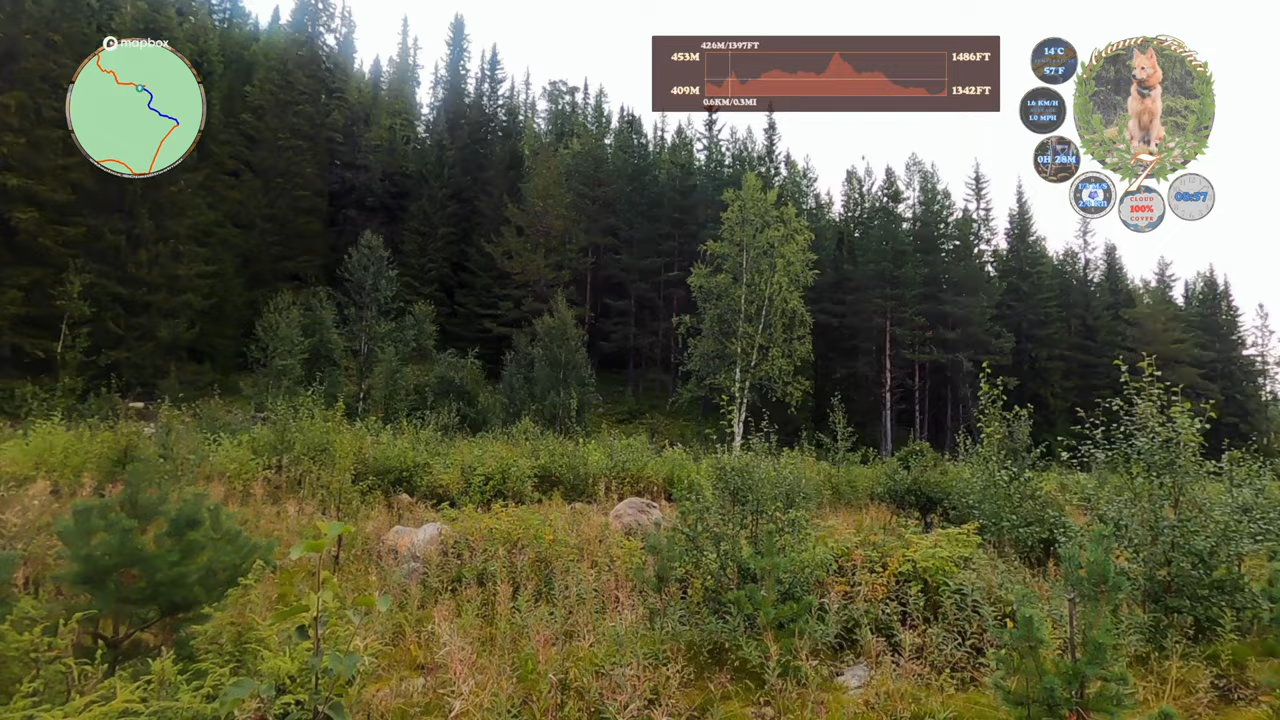 mapbox
426M/1397FT
453M
1486FT
409M
1342FT
0.6KM/0.3MI
14°C
57°F
1.6 KM/H
1.0 MPH
0H 28M
CLOUD
100%
COVER
08:57
7